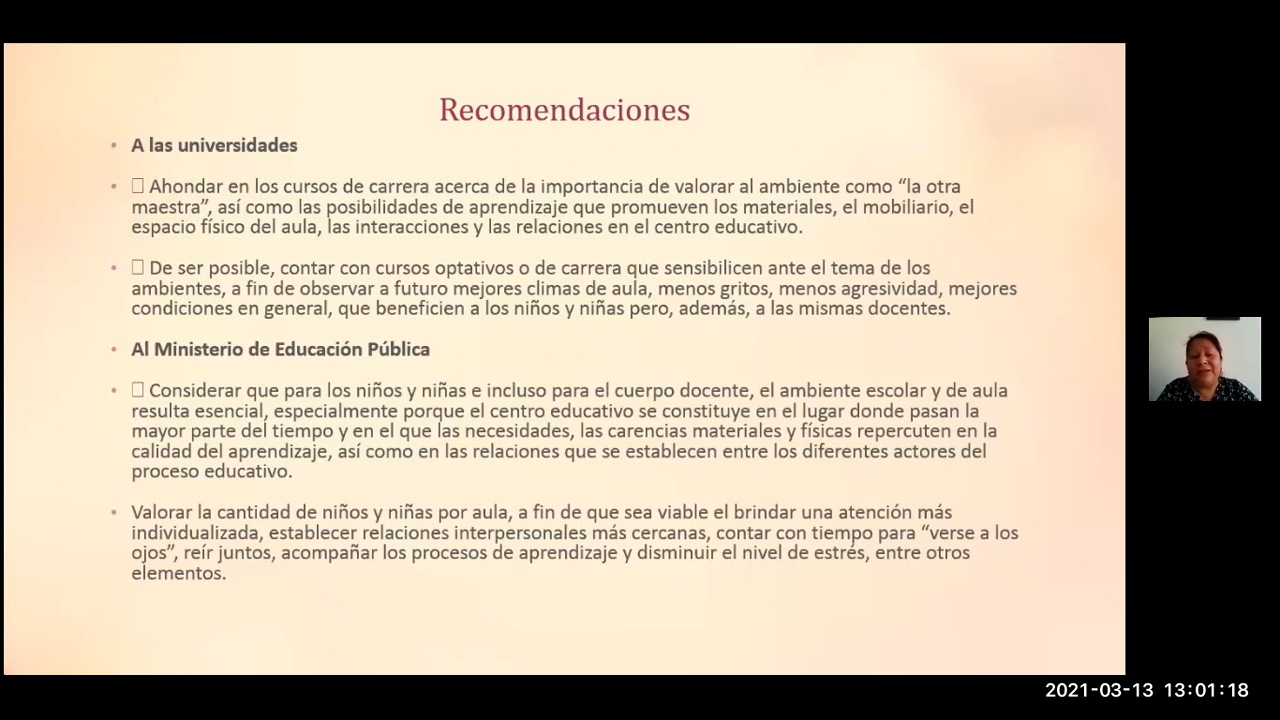 Recomendaciones
• A las universidades
• □ Ahondar en los cursos de carrera acerca de la importancia de valorar al ambiente como “la otra
maestra”, así como las posibilidades de aprendizaje que promueven los materiales, el mobiliario, el
espacio físico del aula, las interacciones y las relaciones en el centro educativo.
• □ De ser posible, contar con cursos optativos o de carrera que sensibilicen ante el tema de los
ambientes, a fin de observar a futuro mejores climas de aula, menos gritos, menos agresividad, mejores
condiciones en general, que beneficien a los niños y niñas pero, además, a las mismas docentes.
• Al Ministerio de Educación Pública
• □ Considerar que para los niños y niñas e incluso para el cuerpo docente, el ambiente escolar y de aula
resulta esencial, especialmente porque el centro educativo se constituye en el lugar donde pasan la
mayor parte del tiempo y en el que las necesidades, las carencias materiales y físicas repercuten en la
calidad del aprendizaje, así como en las relaciones que se establecen entre los diferentes actores del
proceso educativo.
• Valorar la cantidad de niños y niñas por aula, a fin de que sea viable el brindar una atención más
individualizada, establecer relaciones interpersonales más cercanas, contar con tiempo para “verse a los
ojos”, reír juntos, acompañar los procesos de aprendizaje y disminuir el nivel de estrés, entre otros
elementos.
2021-03-13 13:01:18